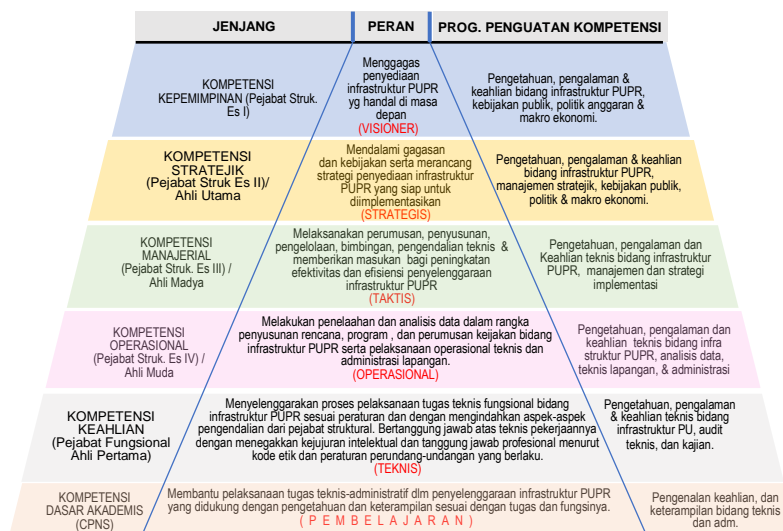 JENJANG
PERAN
PROG. PENGUATAN KOMPETENSI
KOMPETENSI
KEPEMIMPINAN (Pejabat Struk.
Es I)
Menggagas
penyediaan
infrastruktur PUPR
yg handal di masa
depan
(VISIONER)
Pengetahuan, pengalaman &
keahlian bidang infrastruktur PUPR,
kebijakan publik, politik anggaran &
makro ekonomi.
KOMPETENSI
STRATEJIK
(Pejabat Struk Es II)/
Ahli Utama
Mendalami gagasan
dan kebijakan serta merancang
strategi penyediaan infrastruktur
PUPR yang siap untuk
diimplementasikan
(STRATEGIS)
Pengetahuan, pengalaman & keahlian
bidang infrastruktur PUPR,
manajemen stratejik, kebijakan publik,
politik & makro ekonomi.
KOMPETENSI
MANAJERIAL
(Pejabat Struk. Es III) /
Ahli Madya
Melaksanakan perumusan, penyusunan,
pengelolaan, bimbingan, pengendalian teknis &
memberikan masukan bagi peningkatan
efektivitas dan efisiensi penyelenggaraan
infrastruktur PUPR
(TAKTIS)
Pengetahuan, pengalaman dan
Keahlian teknis bidang infrastruktur
PUPR, manajemen dan strategi
implementasi
KOMPETENSI
OPERASIONAL
(Pejabat Struk. Es IV) /
Ahli Muda
Melakukan penelaahan dan analisis data dalam rangka
penyusunan rencana, program , dan perumusan keijakan bidang
infrastruktur PUPR serta pelaksanaan operasional teknis dan
administrasi lapangan.
(OPERASIONAL)
Pengetahuan, pengalaman dan
keahlian teknis bidang infra
struktur PUPR, analisis data,
teknis lapangan, & administrasi
KOMPETENSI
KEAHLIAN
(Pejabat Fungsional
Ahli Pertama)
Menyelenggarakan proses pelaksanaan tugas teknis fungsional bidang
infrastruktur PUPR sesuai peraturan dan dengan mengindahkan aspek-aspek
pengendalian dari pejabat struktural. Bertanggung jawab atas teknis pekerjaannya
dengan menegakkan kejujuran intelektual dan tanggung jawab profesional menurut
kode etik dan peraturan perundang-undangan yang berlaku.
(TEKNIS)
Pengetahuan, pengalaman
& keahlian teknis bidang
infrastruktur PU, audit
teknis, dan kajian.
KOMPETENSI
DASAR AKADEMIS
(CPNS)
Membantu pelaksanaan tugas teknis-administratif dlm penyelenggaraan infrastruktur PUPR
yang didukung dengan pengetahuan dan keterampilan sesuai dengan tugas dan fungsinya.
( P E M B E L A J A R A N )
Pengenalan keahlian, dan
keterampilan bidang teknis
dan adm.